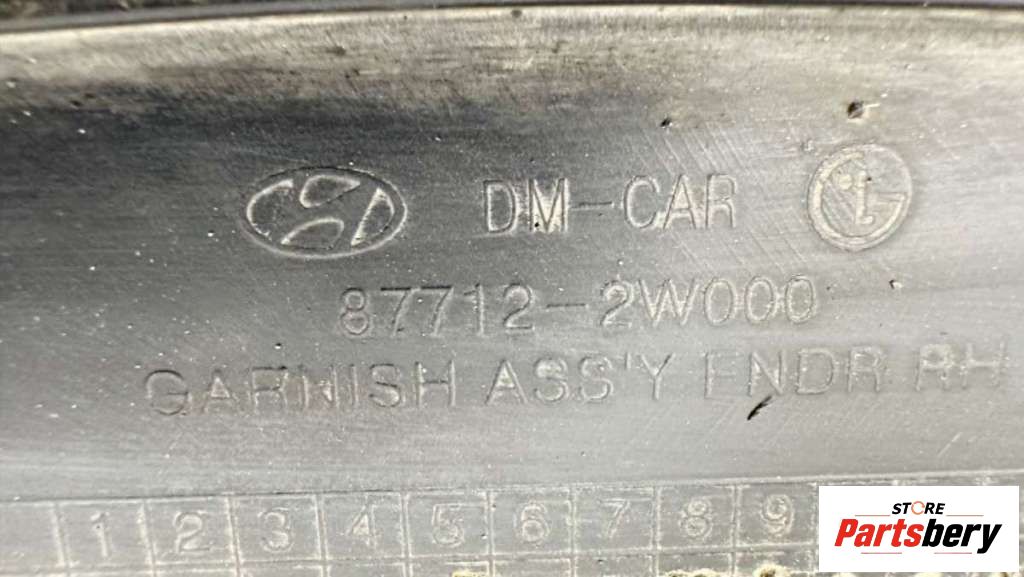 DM-CAR
87712-2W000
GARNISH ASS'Y FNDR RH
1 2 3 4 5 6 7 8 9
STORE
Partsbery